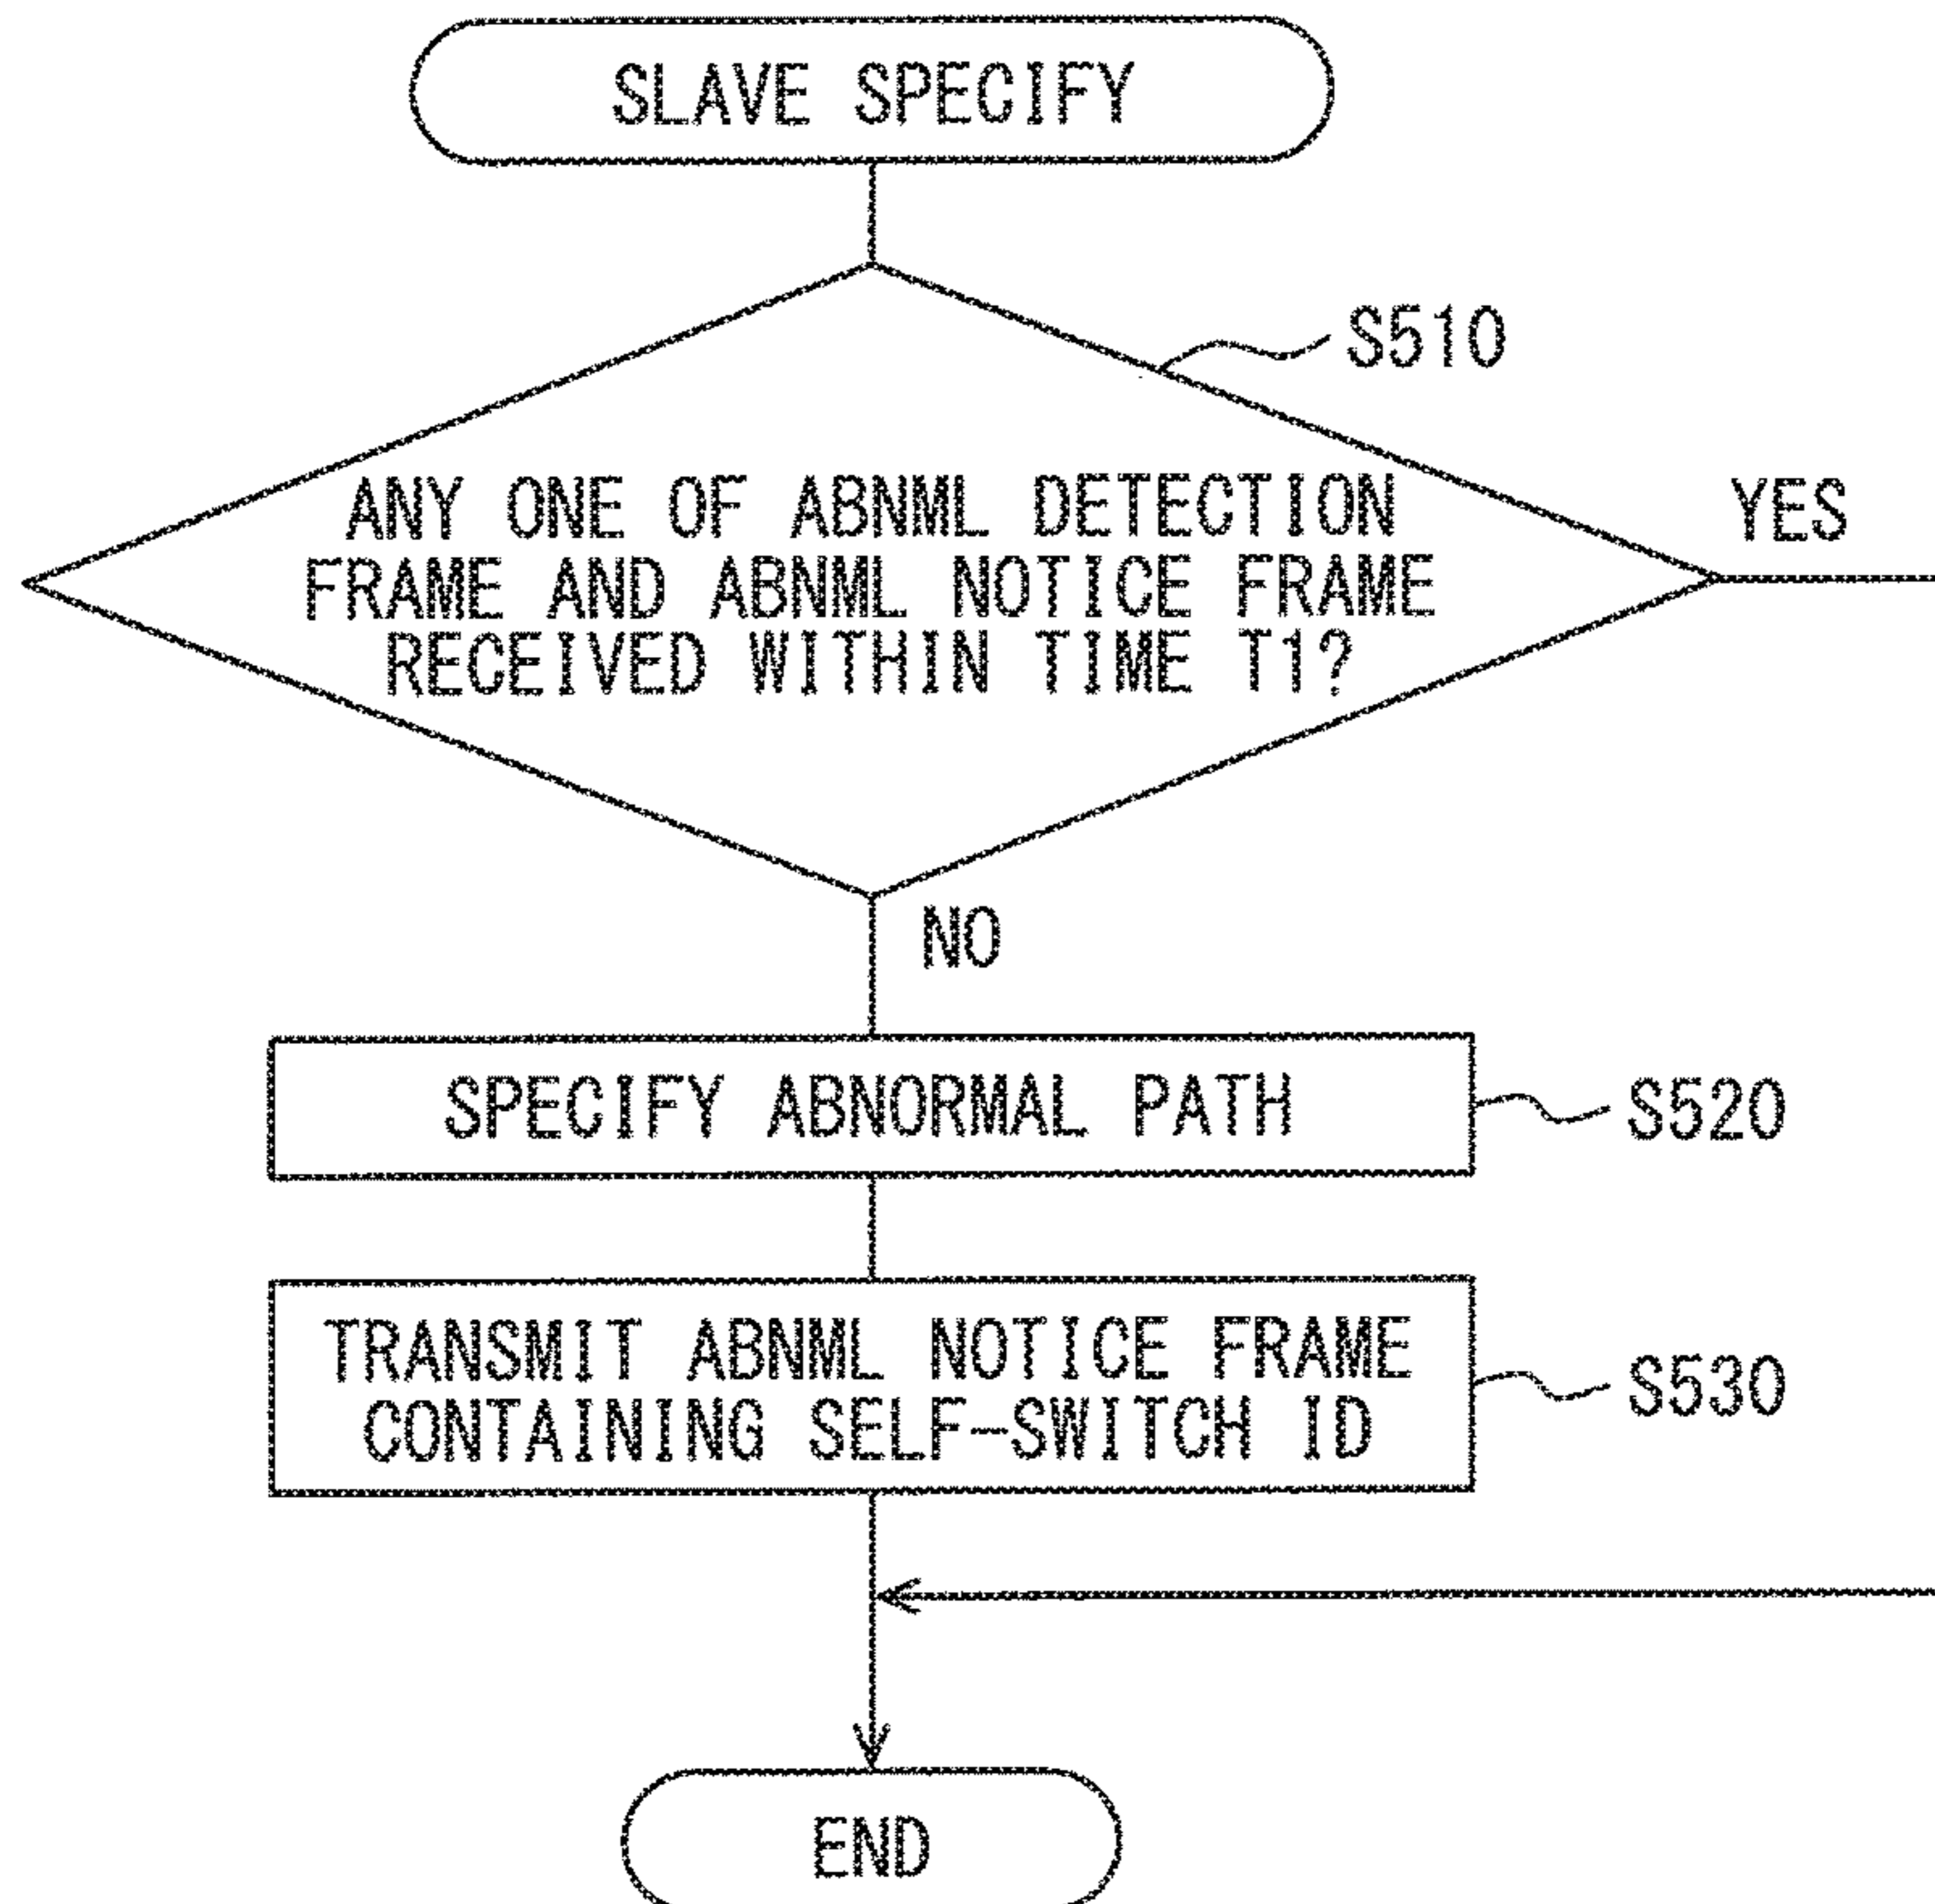 SLAVE SPECIFY
S510
ANY ONE OF ABNML DETECTION
FRAME AND ABNML NOTICE FRAME
RECEIVED WITHIN TIME T1?
YES
NO
SPECIFY ABNORMAL PATH
S520
TRANSMIT ABNML NOTICE FRAME
CONTAINING SELF-SWITCH ID
S530
END